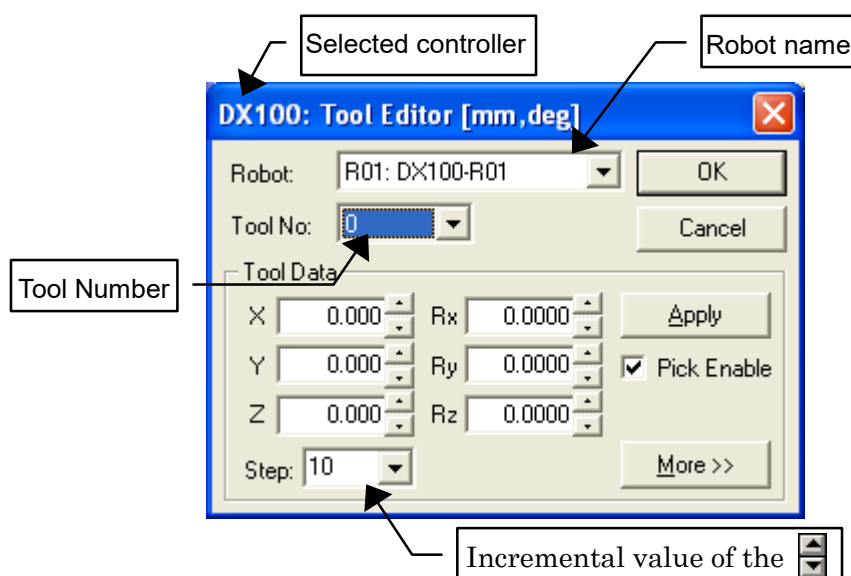 Selected controller
Robot name
DX100: Tool Editor [mm,deg]
Robot: R01: DX100-R01 OK
Tool No: 0 Cancel
Tool Number
Tool Data
X 0.000 Rx 0.0000 Apply
Y 0.000 Ry 0.0000 Pick Enable
Z 0.000 Rz 0.0000
Step: 10 More >>
Incremental value of the